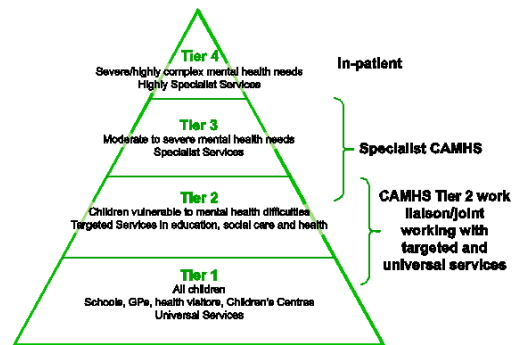 Tier 4
Severe/highly complex mental health needs
Highly Specialist Services
In-patient
Tier 3
Moderate to severe mental health needs
Specialist Services
Specialist CAMHS
Tier 2
Children vulnerable to mental health difficulties
Targeted Services in education, social care and health
CAMHS Tier 2 work
liaison/joint
working with
targeted and
universal services
Tier 1
All children
Schools, GPs, health visitors, Children's Centres
Universal Services